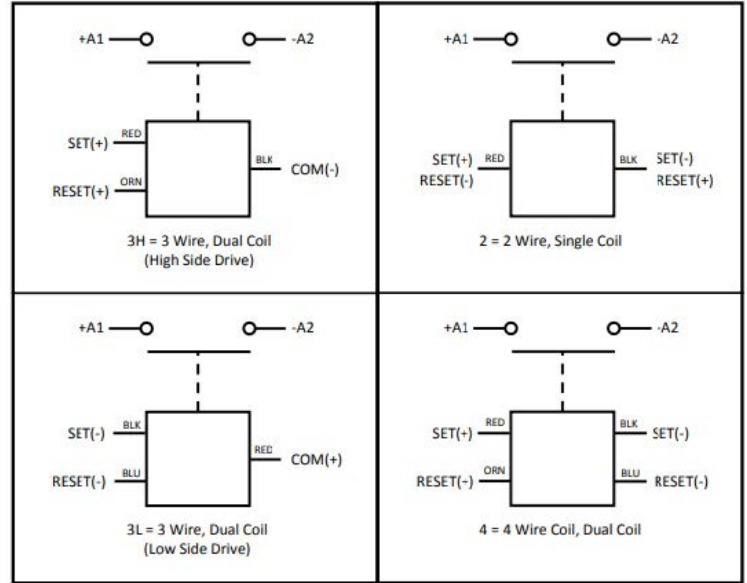 +A1 -A2
RED
SET(+)
ORN
RESET(+)
BLK
COM(-)
3H = 3 Wire, Dual Coil
(High Side Drive)
+A1 -A2
SET(+) RED
RESET(-)
BLK SET(-)
RESET(+)
2 = 2 Wire, Single Coil
+A1 -A2
BLK
SET(-)
BLU
RESET(-)
RED
COM(+)
3L = 3 Wire, Dual Coil
(Low Side Drive)
+A1 -A2
RED
SET(+)
ORN
RESET(+)
BLK
SET(-)
BLU
RESET(-)
4 = 4 Wire Coil, Dual Coil